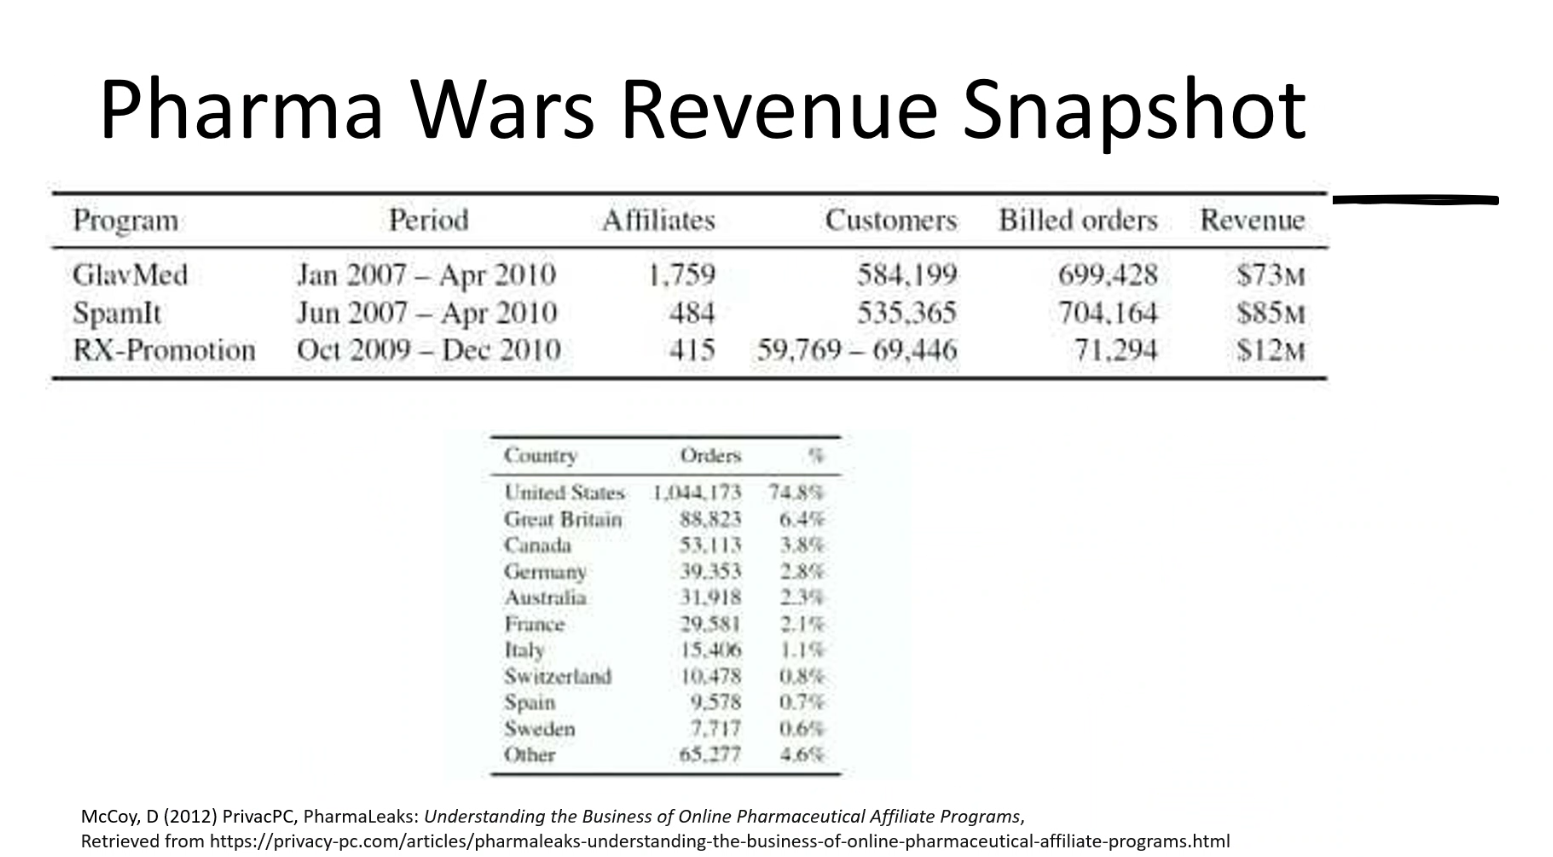 Pharma Wars Revenue Snapshot
Program Period Affiliates Customers Billed orders Revenue
GlavMed Jan 2007 – Apr 2010 1,759 584,199 699,428 $73M
SpamIt Jun 2007 – Apr 2010 484 535,365 704,164 $85M
RX-Promotion Oct 2009 – Dec 2010 415 59,769 – 69,446 71,294 $12M
Country Orders %
United States 1,044,173 74.8%
Great Britain 88,823 6.4%
Canada 53,113 3.8%
Germany 39,353 2.8%
Australia 31,918 2.3%
France 29,581 2.1%
Italy 15,406 1.1%
Switzerland 10,478 0.8%
Spain 9,578 0.7%
Sweden 7,717 0.6%
Other 65,277 4.6%
McCoy, D (2012) PrivacPC, PharmaLeaks: Understanding the Business of Online Pharmaceutical Affiliate Programs,
Retrieved from https://privacy-pc.com/articles/pharmaleaks-understanding-the-business-of-online-pharmaceutical-affiliate-programs.html